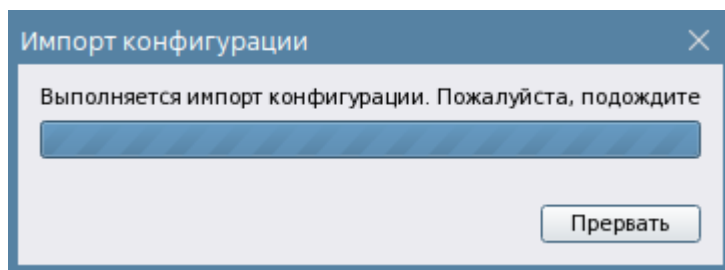 Импорт конфигурации
Выполняется импорт конфигурации. Пожалуйста, подождите
Прервать